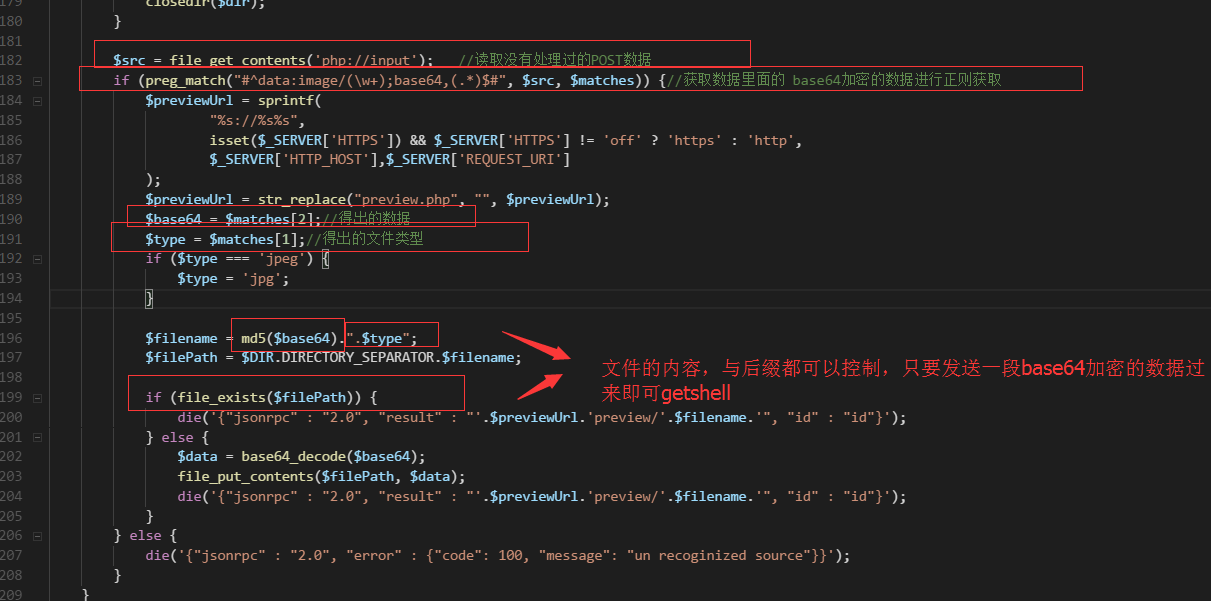 179 closedir($dir);
180 }
181
182 $src = file_get_contents('php://input'); //读取没有处理过的POST数据
183 if (preg_match("#^data:image/(\w+);base64,(.*)$#", $src, $matches)) {//获取数据里面的 base64加密的数据进行正则获取
184 $previewUrl = sprintf(
185 "%s://%s%s",
186 isset($_SERVER['HTTPS']) && $_SERVER['HTTPS'] != 'off' ? 'https' : 'http',
187 $_SERVER['HTTP_HOST'],$_SERVER['REQUEST_URI']
188 );
189 $previewUrl = str_replace("preview.php", "", $previewUrl);
190 $base64 = $matches[2];//得出的数据
191 $type = $matches[1];//得出的文件类型
192 if ($type === 'jpeg') {
193 $type = 'jpg';
194 }
195
196 $filename = md5($base64).".$type";
197 $filePath = $DIR.DIRECTORY_SEPARATOR.$filename;
文件的内容，与后缀都可以控制，只要发送一段base64加密的数据过
来即可getshell
198
199 if (file_exists($filePath)) {
200 die('{"jsonrpc" : "2.0", "result" : "'.$previewUrl.'preview/'.$filename.'", "id" : "id"}');
201 } else {
202 $data = base64_decode($base64);
203 file_put_contents($filePath, $data);
204 die('{"jsonrpc" : "2.0", "result" : "'.$previewUrl.'preview/'.$filename.'", "id" : "id"}');
205 }
206 } else {
207 die('{"jsonrpc" : "2.0", "error" : {"code": 100, "message": "un recoginized source"}}');
208 }
209 }